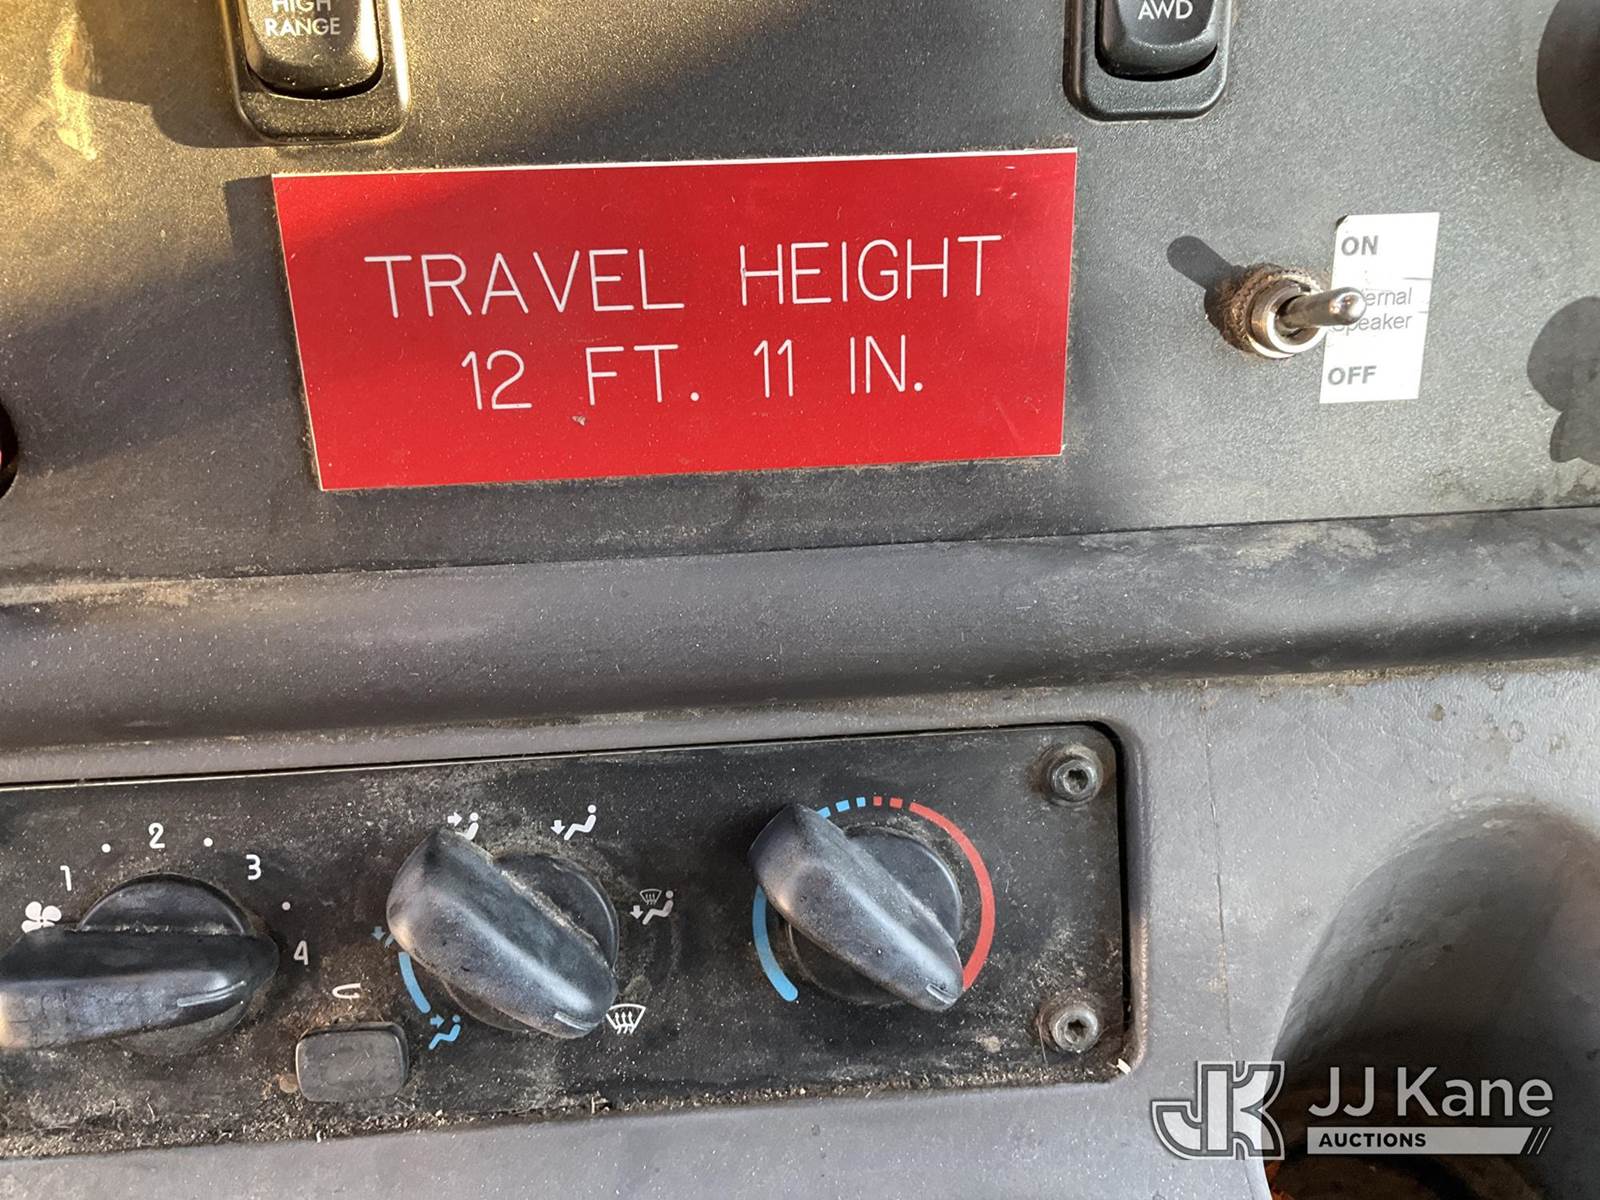 HIGH
RANGE
AWD
TRAVEL HEIGHT
12 FT. 11 IN.
ON
Speaker
OFF
1 2 3 4
JJ Kane
AUCTIONS